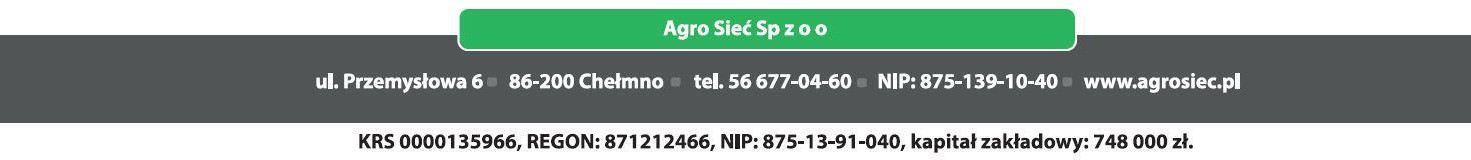 Agro Sieć Sp z o o
ul. Przemysłowa 6 ▪ 86-200 Chełmno ▪ tel. 56 677-04-60 ▪ NIP: 875-139-10-40 ▪ www.agrosiec.pl
KRS 0000135966, REGON: 871212466, NIP: 875-13-91-040, kapitał zakładowy: 748 000 zł.